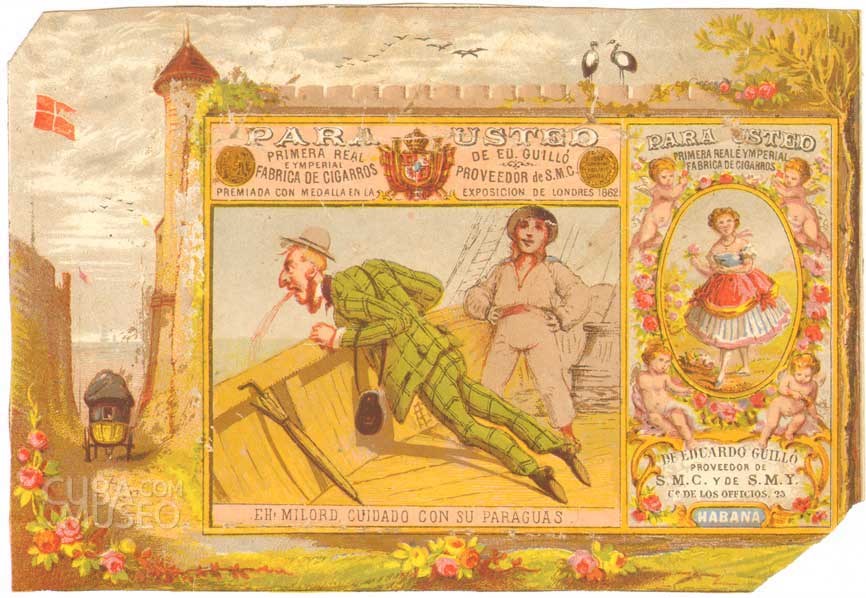 PARA USTED
PRIMERA REAL
E YMPERIAL
FABRICA DE CIGARROS
DE ED. GUILLÓ
PROVEEDOR de S.M.C.
PREMIADA CON MEDALLA EN LA EXPOSICION DE LONDRES 1862
EH! MILORD, CUIDADO CON SU PARAGUAS.
PARA USTED
PRIMERA REAL E YMPERIAL
FABRICA DE CIGARROS
DE EDUARDO GUILLÓ
PROVEEDOR DE
S.M.C. Y DE S.M.Y.
Ce DE LOS OFFICIOS, 23
HABANA
CUBA.COM
MUSEO